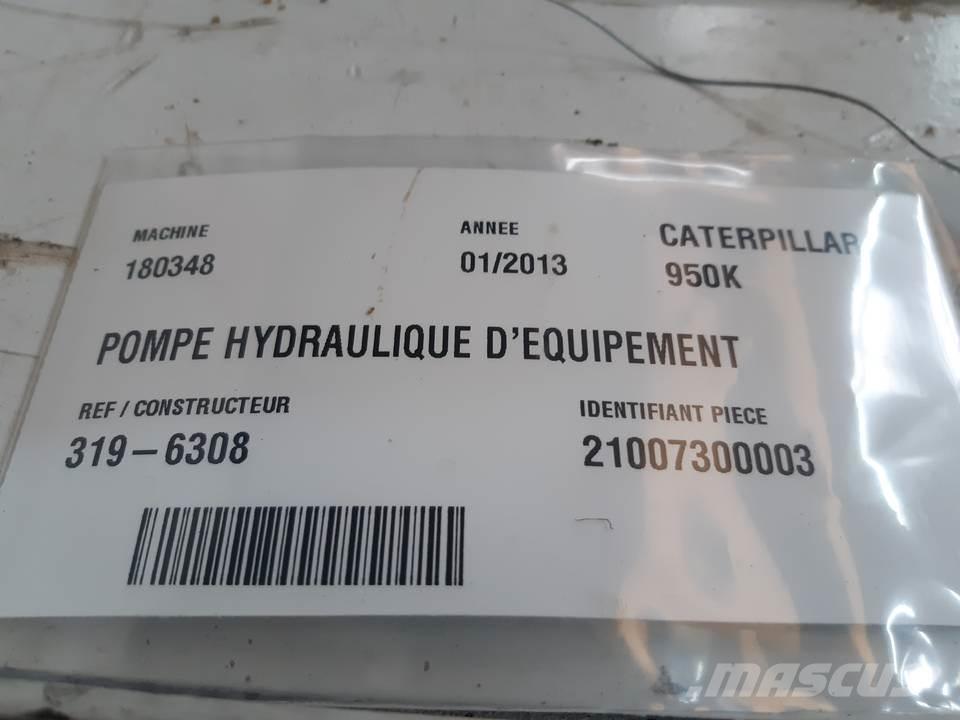 MACHINE
180348
ANNEE
01/2013
CATERPILLAR
950K
POMPE HYDRAULIQUE D'EQUIPEMENT
REF / CONSTRUCTEUR
319–6308
IDENTIFIANT PIECE
21007300003
MASCUS